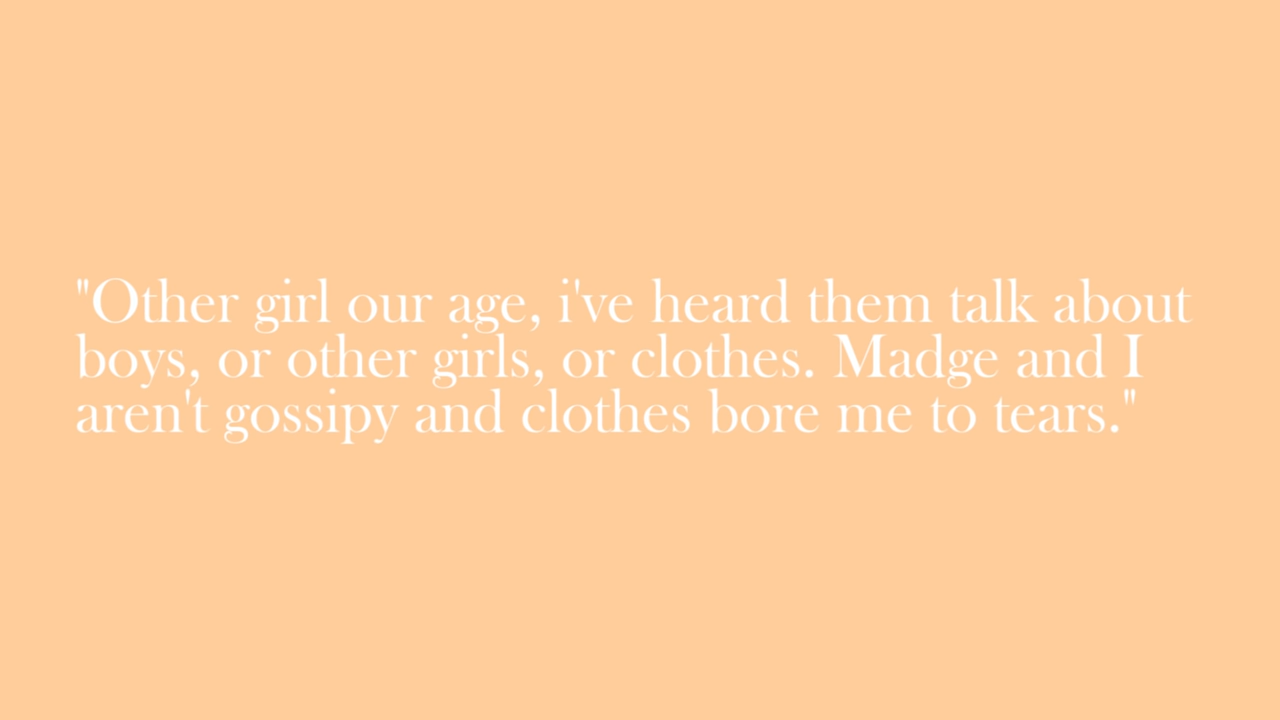 "Other girl our age, i've heard them talk about
boys, or other girls, or clothes. Madge and I
aren't gossipy and clothes bore me to tears."